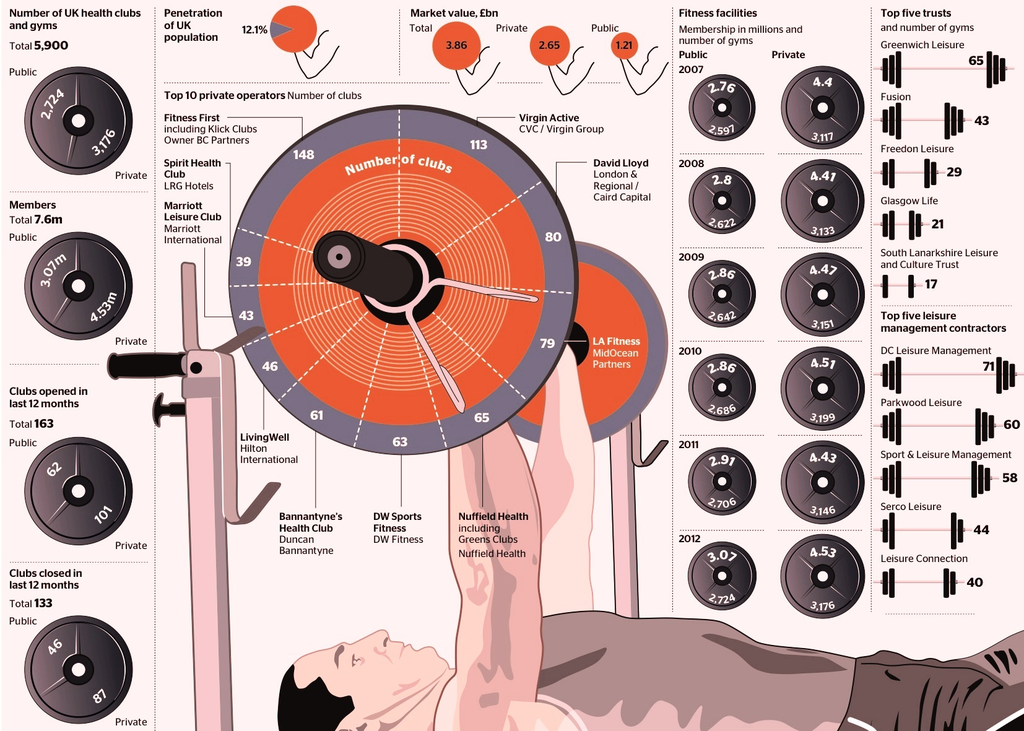 Number of UK health clubs
and gyms
Total 5,900
Public
2,724
3,176
Private
Members
Total 7.6m
Public
3.07m
4.53m
Private
Clubs opened in
last 12 months
Total 163
Public
62
101
Private
Clubs closed in
last 12 months
Total 133
Public
46
87
Private
Penetration
of UK
population
12.1%
Market value, £bn
Total
3.86
Private
2.65
Public
1.21
Top 10 private operators Number of clubs
Fitness First
including Klick Clubs
Owner BC Partners
148
Virgin Active
CVC / Virgin Group
113
Spirit Health
Club
LRG Hotels
39
David Lloyd
London &
Regional /
Caird Capital
80
Marriott
Leisure Club
Marriott
International
43
Number of clubs
LA Fitness
MidOcean
Partners
79
46
61
63
65
LivingWell
Hilton
International
Bannantyne's
Health Club
Duncan
Bannantyne
DW Sports
Fitness
DW Fitness
Nuffield Health
including
Greens Clubs
Nuffield Health
Fitness facilities
Membership in millions and
number of gyms
Public
Private
2007
2.76
2,597
4.4
3,117
2008
2.8
2,622
4.41
3,133
2009
2.86
2,642
4.47
3,151
2010
2.86
2,686
4.51
3,199
2011
2.91
2,706
4.43
3,146
2012
3.07
2,724
4.53
3,176
Top five trusts
and number of gyms
Greenwich Leisure
65
Fusion
43
Freedon Leisure
29
Glasgow Life
21
South Lanarkshire Leisure
and Culture Trust
17
Top five leisure
management contractors
DC Leisure Management
71
Parkwood Leisure
60
Sport & Leisure Management
58
Serco Leisure
44
Leisure Connection
40